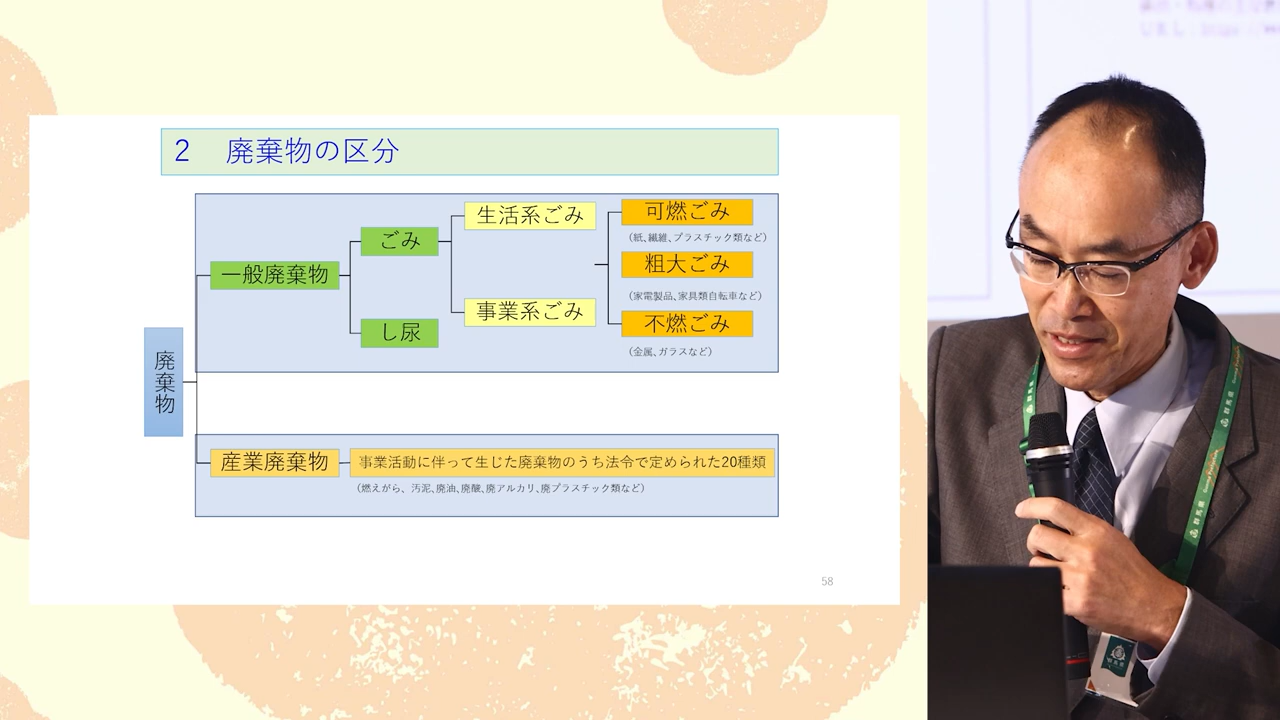 2 廃棄物の区分
廃棄物
一般廃棄物
ごみ
し尿
生活系ごみ
事業系ごみ
可燃ごみ
（紙、繊維、プラスチック類など）
粗大ごみ
（家電製品、家具類自転車など）
不燃ごみ
（金属、ガラスなど）
産業廃棄物
事業活動に伴って生じた廃棄物のうち法令で定められた20種類
（燃えがら、汚泥、廃油、廃酸、廃アルカリ、廃プラスチック類など）
58
群馬県
群馬県